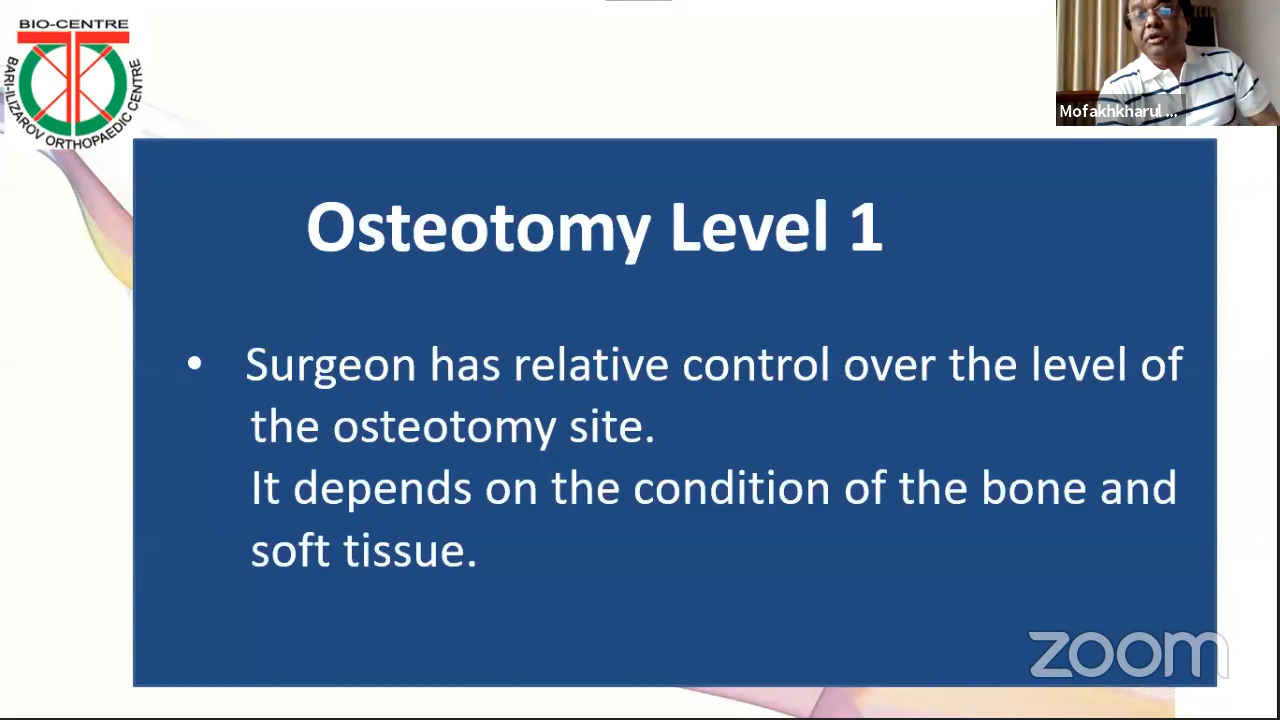 BIO-CENTRE
BARI-ILIZAROV ORTHOPAEDIC CENTRE
Mofakhkharul ...
Osteotomy Level 1
• Surgeon has relative control over the level of
the osteotomy site.
It depends on the condition of the bone and
soft tissue.
zoom